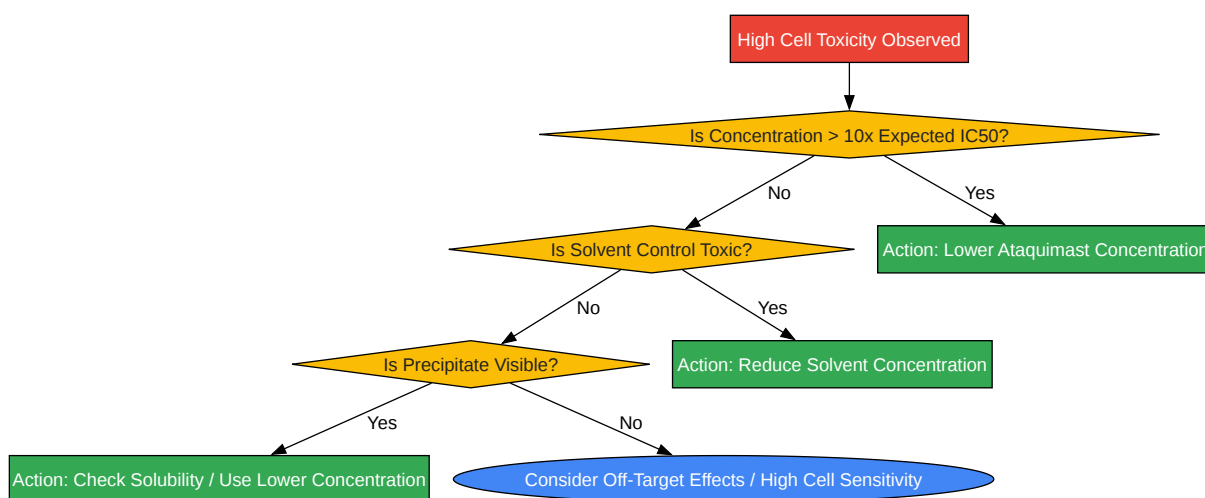 High Cell Toxicity Observed
Is Concentration > 10x Expected IC50?
No
Yes
Is Solvent Control Toxic?
Action: Lower Ataquimast Concentration
No
Yes
Is Precipitate Visible?
Action: Reduce Solvent Concentration
Yes
No
Action: Check Solubility / Use Lower Concentration
Consider Off-Target Effects / High Cell Sensitivity